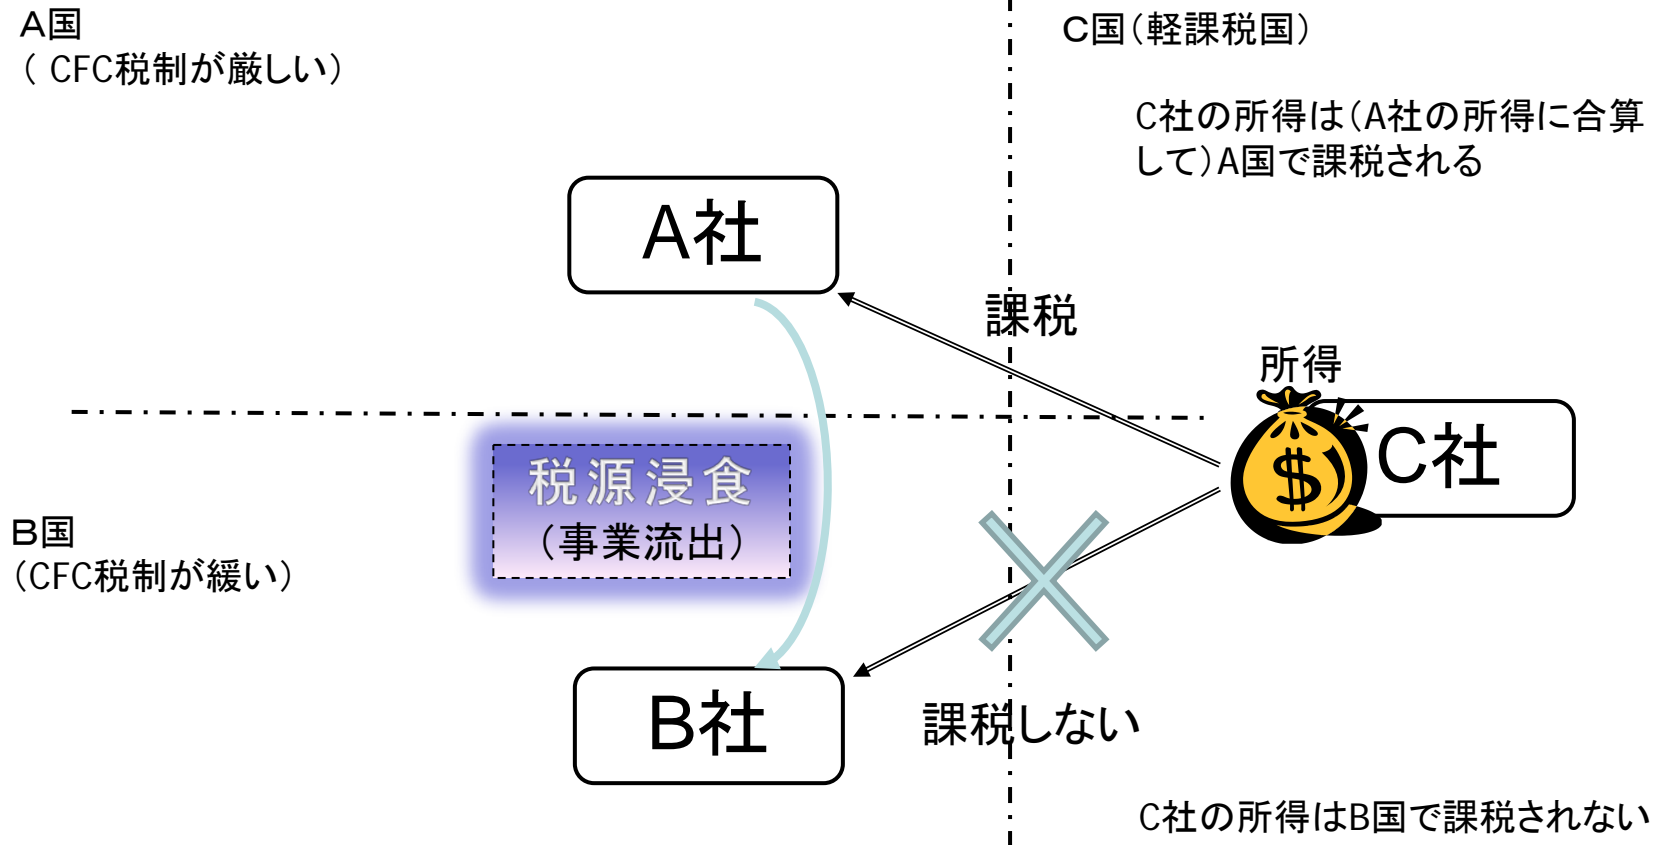 A国
( CFC税制が厳しい)
C国(軽課税国)
C社の所得は(A社の所得に合算
して)A国で課税される
A社
課税
所得
$
C社
税源浸食
(事業流出)
B国
(CFC税制が緩い)
B社
課税しない
C社の所得はB国で課税されない